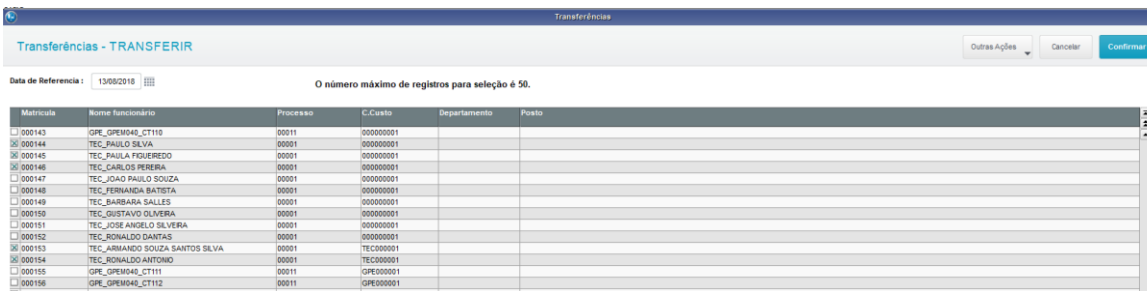 Transferências
Transferências - TRANSFERIR
Outras Ações Cancelar Confirmar
Data de Referencia : 13/08/2018 O número máximo de registros para seleção é 50.
Matricula Nome funcionário Processo C.Custo Departamento Posto
000143 GPE_GPEM040_CT110 00011 000000001
000144 TEC_PAULO SILVA 00001 000000001
000145 TEC_PAULA FIGUEIREDO 00001 000000001
000146 TEC_CARLOS PEREIRA 00001 000000001
000147 TEC_JOAO PAULO SOUZA 00001 000000001
000148 TEC_FERNANDA BATISTA 00001 000000001
000149 TEC_BARBARA SALLES 00001 000000001
000150 TEC_GUSTAVO OLIVEIRA 00001 000000001
000151 TEC_JOSE ANGELO SILVEIRA 00001 000000001
000152 TEC_RONALDO DANTAS 00001 000000001
000153 TEC_ARMANDO SOUZA SANTOS SILVA 00001 TEC000001
000154 TEC_RONALDO ANTONIO 00001 TEC000001
000155 GPE_GPEM040_CT111 00011 GPE000001
000156 GPE_GPEM040_CT112 00011 GPE000001